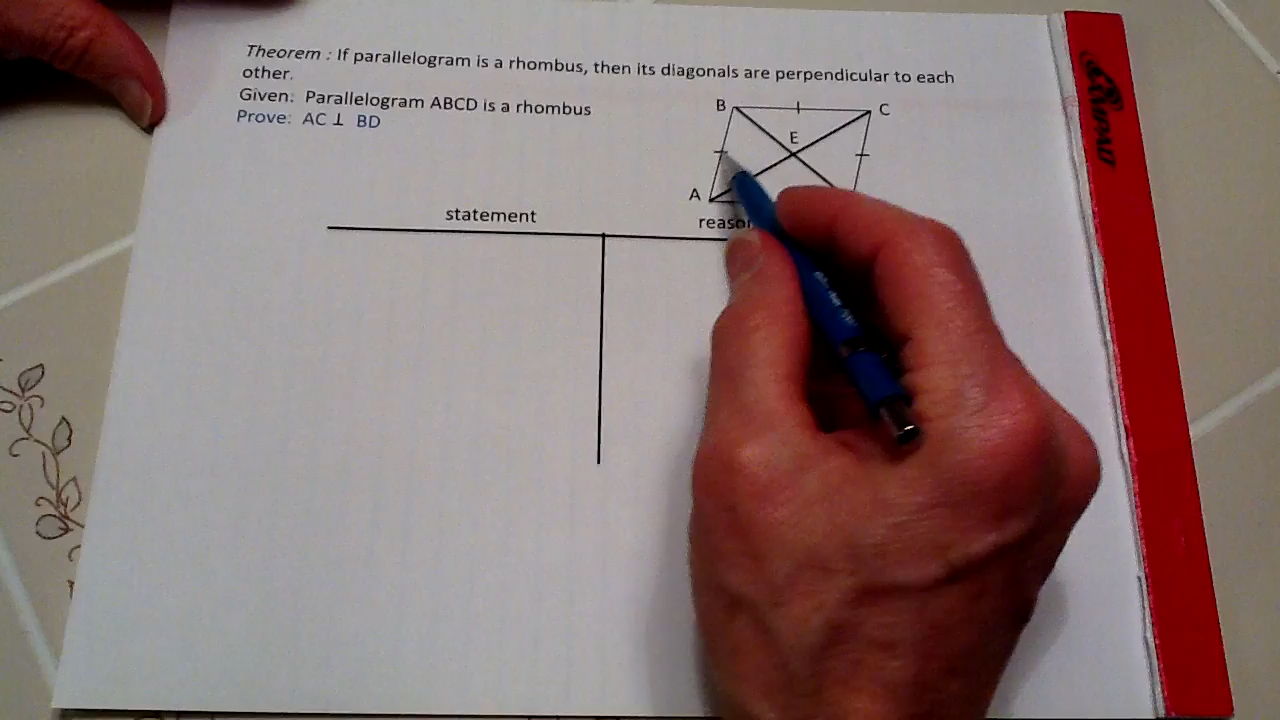 Theorem : If parallelogram is a rhombus, then its diagonals are perpendicular to each
other.
Given: Parallelogram ABCD is a rhombus
Prove: AC ⊥ BD
B
C
E
A
statement